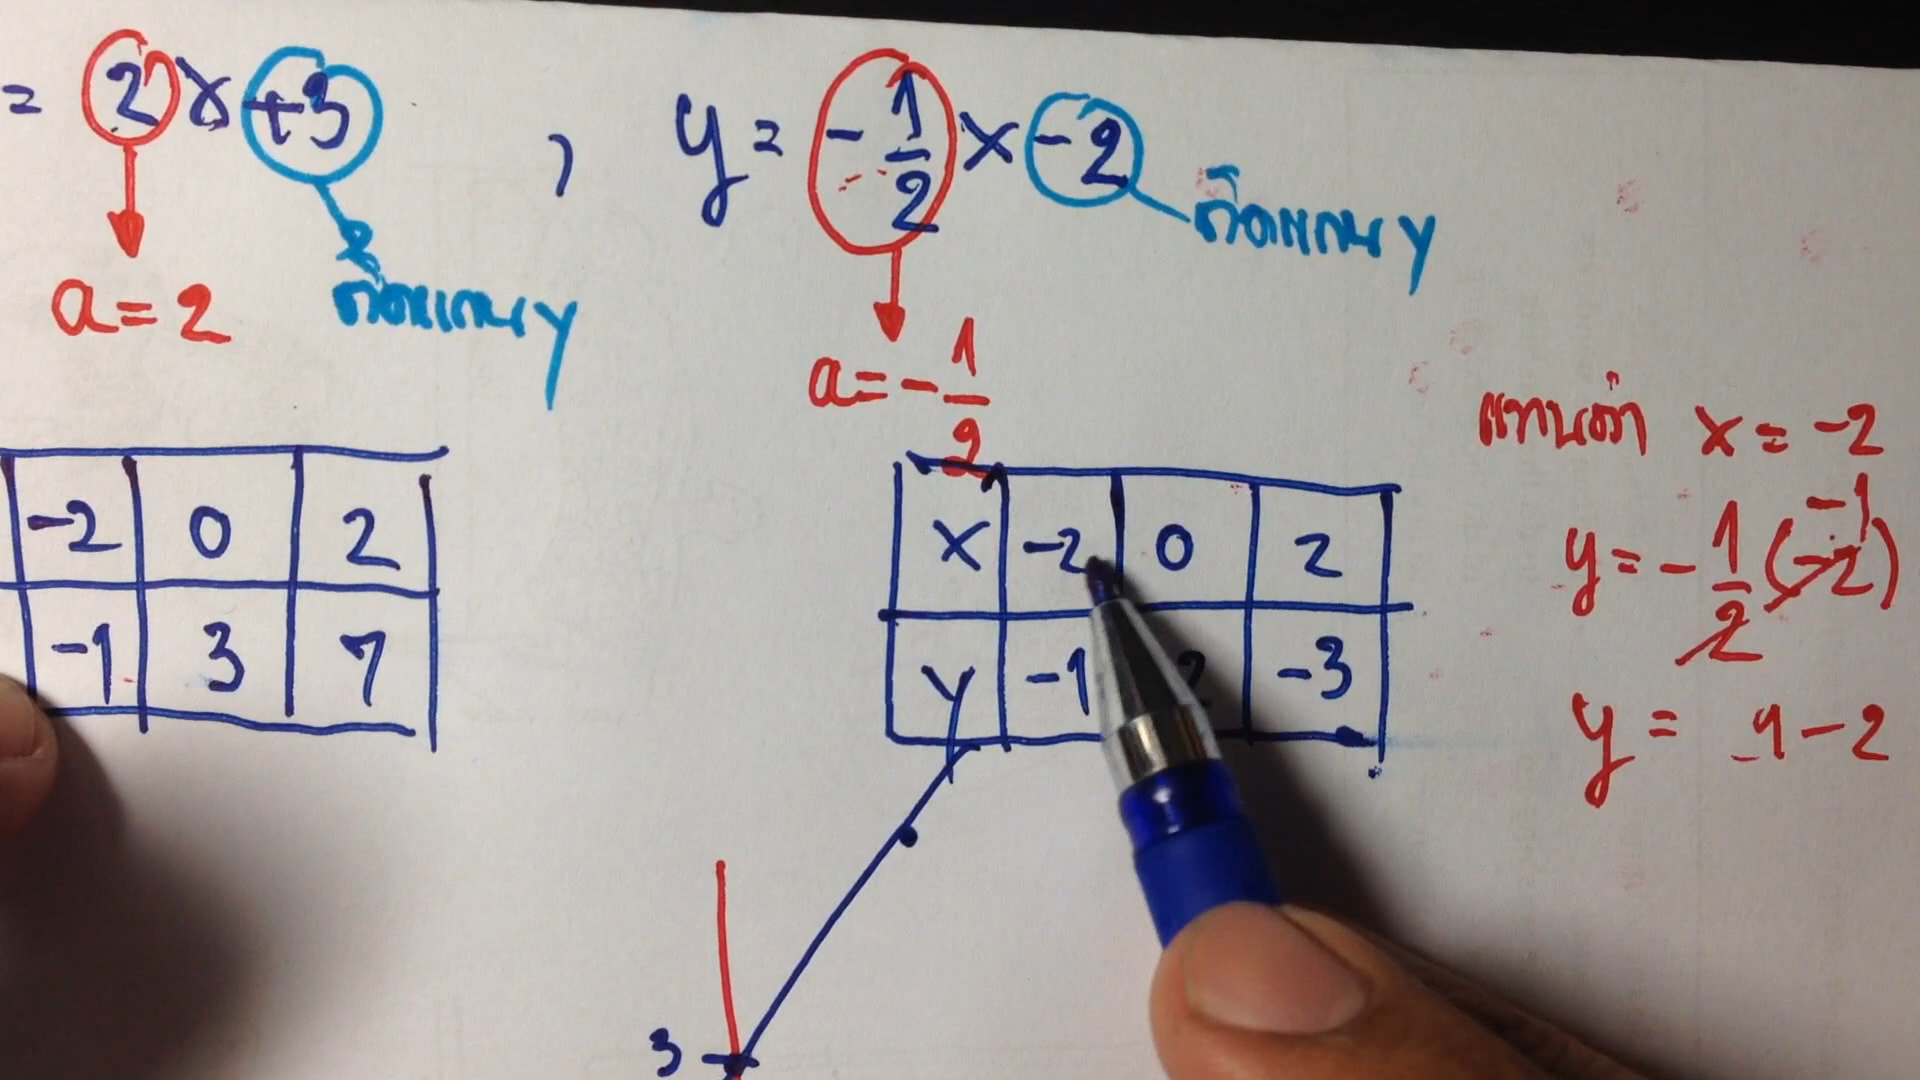 = 2x +3 , y = -1/2 x -2
ตัดแกน y
a = 2
ตัดแกน y
a = -1/2
แทนค่า x = -2
-2 0 2
-1 3 7
x -2 0 2
y -1 2 -3
y = -1/2 (-2) -1
y = 1 - 2
3